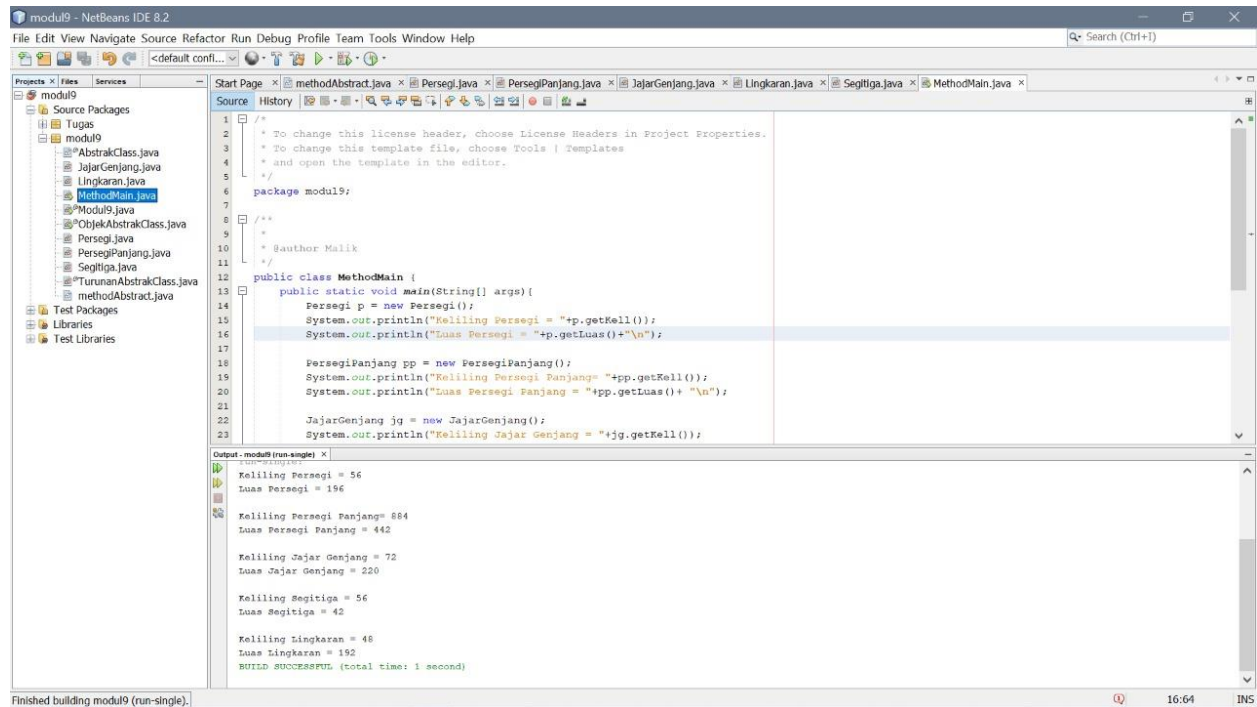 modul9 - NetBeans IDE 8.2
File Edit View Navigate Source Refactor Run Debug Profile Team Tools Window Help
Search (Ctrl+I)
<default confi...
Projects Files Services
Start Page methodAbstract.java Persegi.java PersegiPanjang.java JajarGenjang.java Lingkaran.java Segitiga.java MethodMain.java
Source History
modul9
Source Packages
Tugas
modul9
AbstrakClass.java
JajarGenjang.java
Lingkaran.java
MethodMain.java
Modul9.java
ObjekAbstrakClass.java
Persegi.java
PersegiPanjang.java
Segitiga.java
TurunanAbstrakClass.java
methodAbstract.java
Test Packages
Libraries
Test Libraries
1 /*
2 * To change this license header, choose License Headers in Project Properties.
3 * To change this template file, choose Tools | Templates
4 * and open the template in the editor.
5 */
6 package modul9;
7
8 /**
9 *
10 * @author Malik
11 */
12 public class MethodMain {
13 public static void main(String[] args){
14 Persegi p = new Persegi();
15 System.out.println("Keliling Persegi = "+p.getKell());
16 System.out.println("Luas Persegi = "+p.getLuas()+"\n");
17
18 PersegiPanjang pp = new PersegiPanjang();
19 System.out.println("Keliling Persegi Panjang= "+pp.getKell());
20 System.out.println("Luas Persegi Panjang = "+pp.getLuas()+ "\n");
21
22 JajarGenjang jg = new JajarGenjang();
23 System.out.println("Keliling Jajar Genjang = "+jg.getKell());
Output - modul9 (run-single)
run-single:
Keliling Persegi = 56
Luas Persegi = 196
Keliling Persegi Panjang= 884
Luas Persegi Panjang = 442
Keliling Jajar Genjang = 72
Luas Jajar Genjang = 220
Keliling Segitiga = 56
Luas Segitiga = 42
Keliling Lingkaran = 48
Luas Lingkaran = 192
BUILD SUCCESSFUL (total time: 1 second)
Finished building modul9 (run-single).
16:64 INS